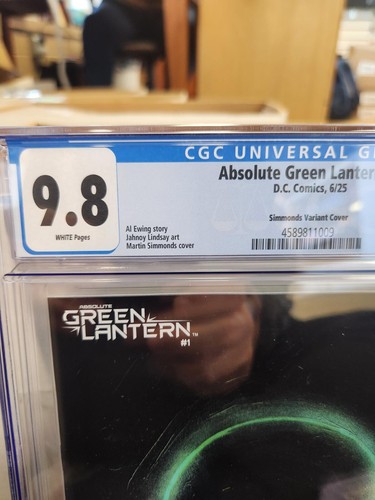 CGC UNIVERSAL G
Absolute Green Lanter
D.C. Comics, 6/25
9.8
WHITE Pages
Simmonds Variant Cover
Al Ewing story
Jahnoy Lindsay art
Martin Simmonds cover
4589811009
ABSOLUTE
GREEN
LANTERN™
#1